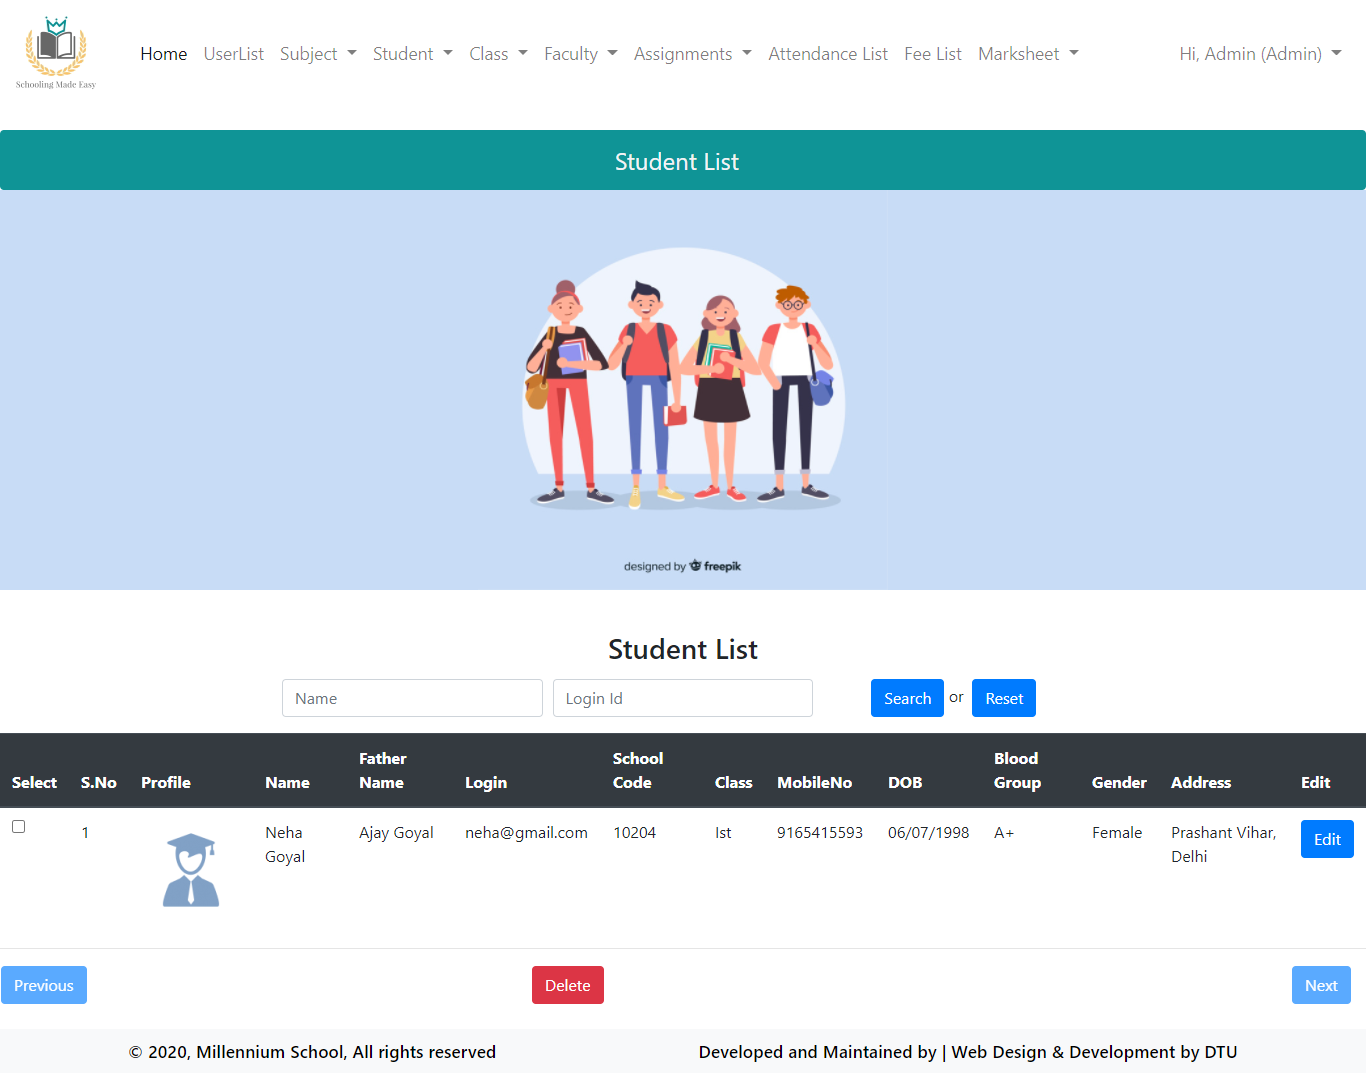 Schooling Made Easy
Home UserList Subject Student Class Faculty Assignments Attendance List Fee List Marksheet Hi, Admin (Admin)
Student List
designed by freepik
Student List
Name Login Id Search or Reset
Select S.No Profile Name Father Name Login School Code Class MobileNo DOB Blood Group Gender Address Edit
1 Neha Goyal Ajay Goyal neha@gmail.com 10204 Ist 9165415593 06/07/1998 A+ Female Prashant Vihar, Delhi Edit
Previous Delete Next
© 2020, Millennium School, All rights reserved Developed and Maintained by | Web Design & Development by DTU